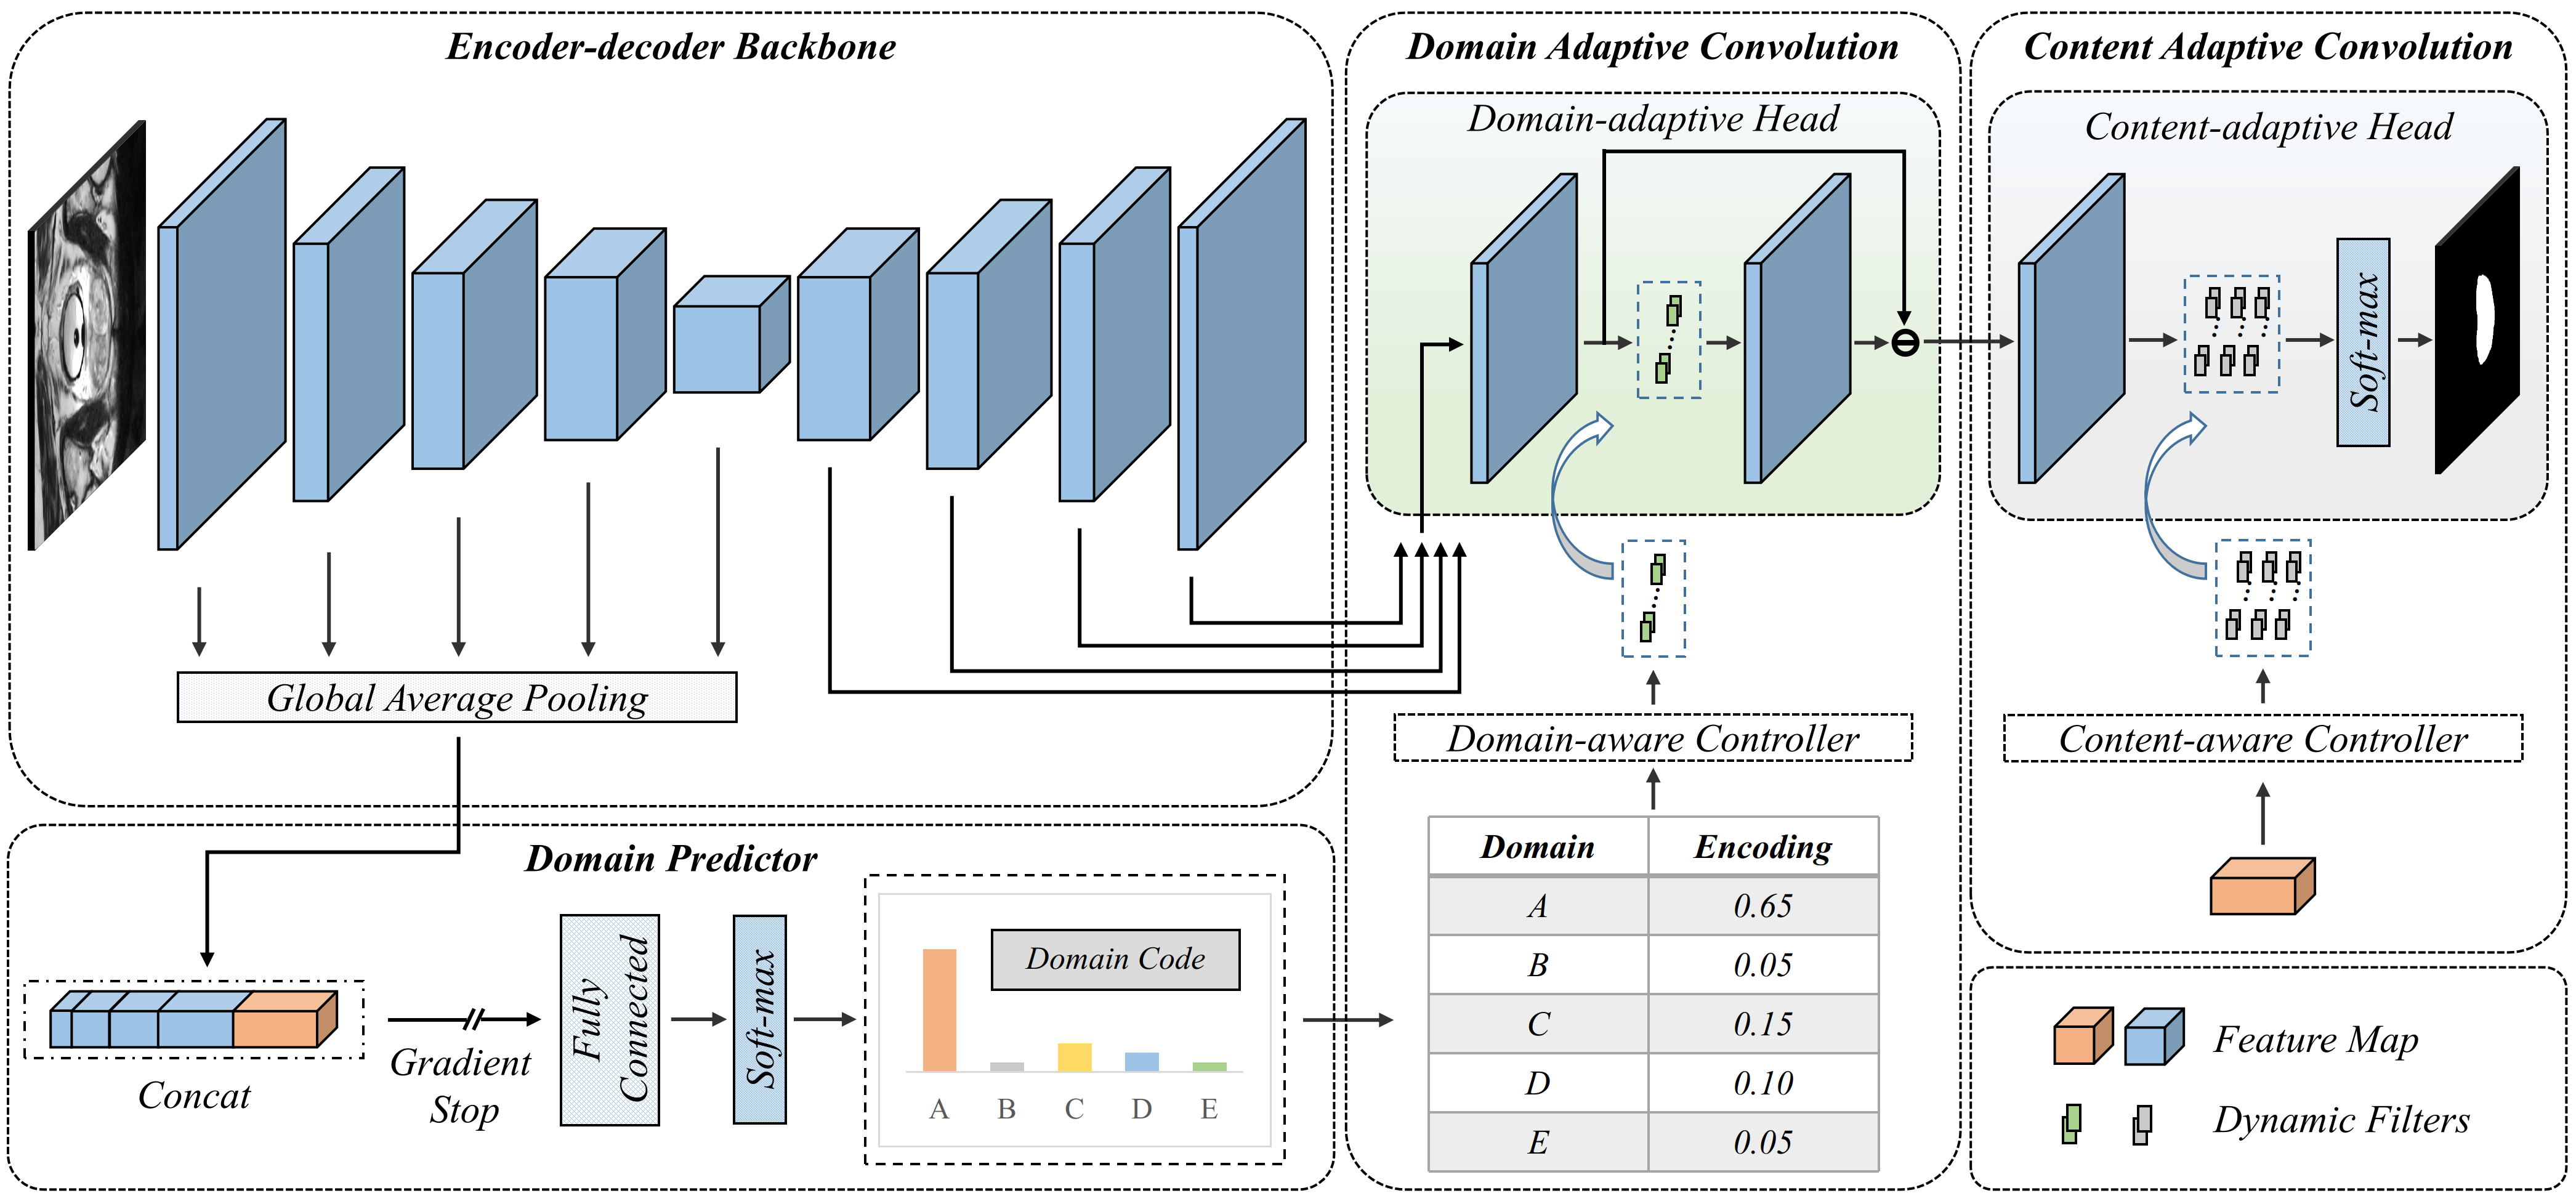 Encoder-decoder Backbone
Global Average Pooling
Domain Predictor
Concat
Gradient
Stop
Fully
Connected
Soft-max
Domain Code
A B C D E
Domain Adaptive Convolution
Domain-adaptive Head
Domain-aware Controller
Domain Encoding
A 0.65
B 0.05
C 0.15
D 0.10
E 0.05
Content Adaptive Convolution
Content-adaptive Head
Soft-max
Content-aware Controller
Feature Map
Dynamic Filters